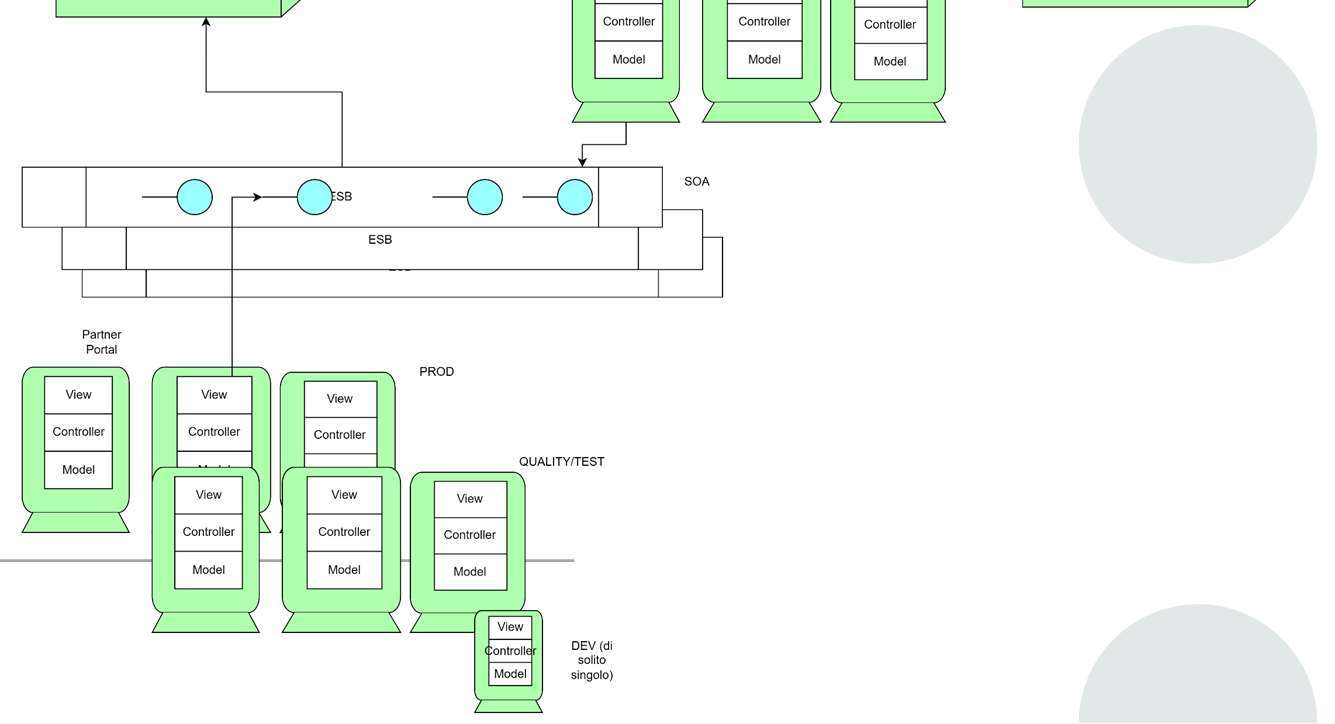 Controller
Controller
Controller
Model
Model
Model
SOA
ESB
ESB
Partner
Portal
PROD
View
View
View
Controller
Controller
Controller
Model
QUALITY/TEST
View
View
View
Controller
Controller
Controller
Model
Model
Model
View
Controller
Model
DEV (di
solito
singolo)